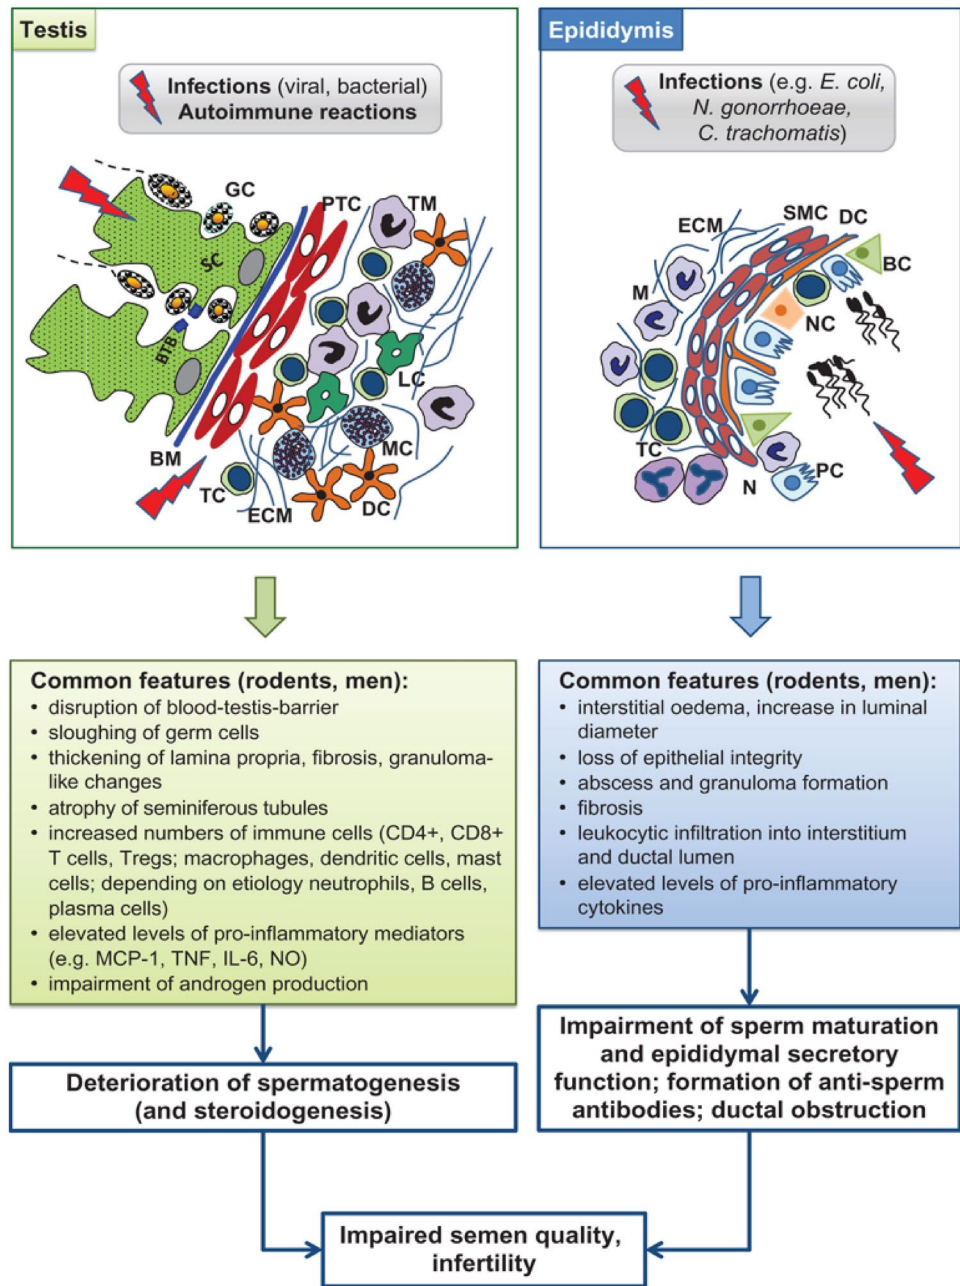 Testis
Infections (viral, bacterial)
Autoimmune reactions
GC
PTC
TM
SC
BTB
LC
BM
MC
TC
ECM
DC
Epididymis
Infections (e.g. E. coli,
N. gonorrhoeae,
C. trachomatis)
SMC
DC
ECM
BC
M
NC
TC
PC
N
Common features (rodents, men):
• disruption of blood-testis-barrier
• sloughing of germ cells
• thickening of lamina propria, fibrosis, granuloma-
like changes
• atrophy of seminiferous tubules
• increased numbers of immune cells (CD4+, CD8+
T cells, Tregs; macrophages, dendritic cells, mast
cells; depending on etiology neutrophils, B cells,
plasma cells)
• elevated levels of pro-inflammatory mediators
(e.g. MCP-1, TNF, IL-6, NO)
• impairment of androgen production
Common features (rodents, men):
• interstitial oedema, increase in luminal
diameter
• loss of epithelial integrity
• abscess and granuloma formation
• fibrosis
• leukocytic infiltration into interstitium
and ductal lumen
• elevated levels of pro-inflammatory
cytokines
Deterioration of spermatogenesis
(and steroidogenesis)
Impairment of sperm maturation
and epididymal secretory
function; formation of anti-sperm
antibodies; ductal obstruction
Impaired semen quality,
infertility